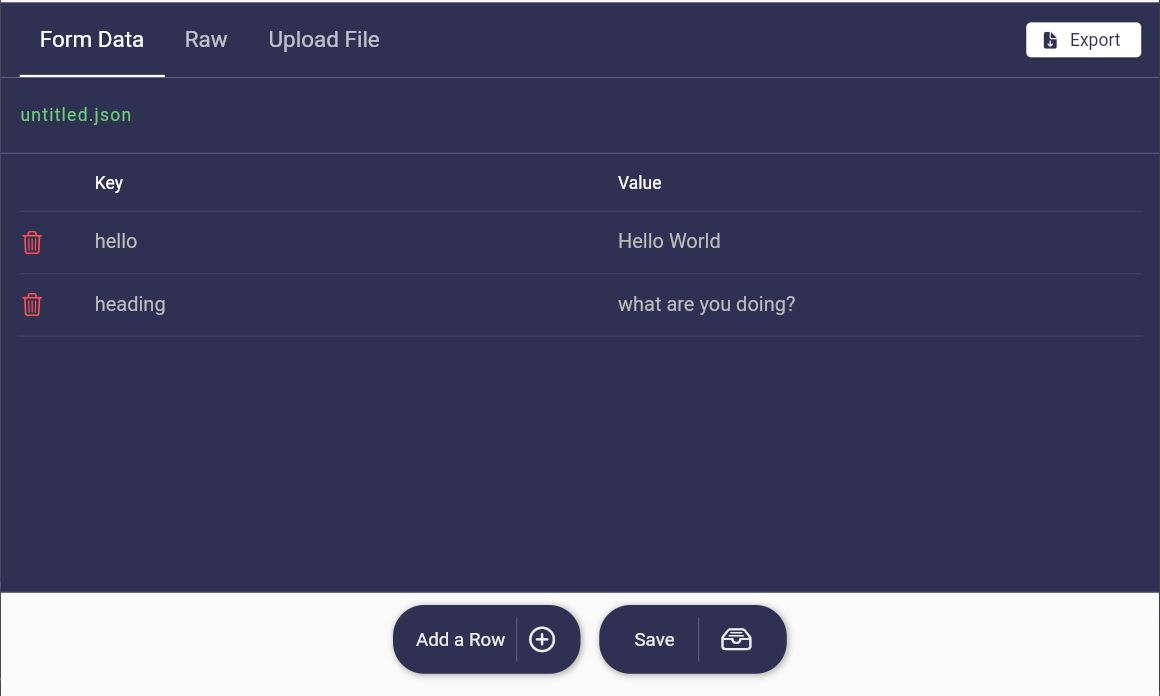 Form Data Raw Upload File Export
untitled.json
Key Value
hello Hello World
heading what are you doing?
Add a Row Save